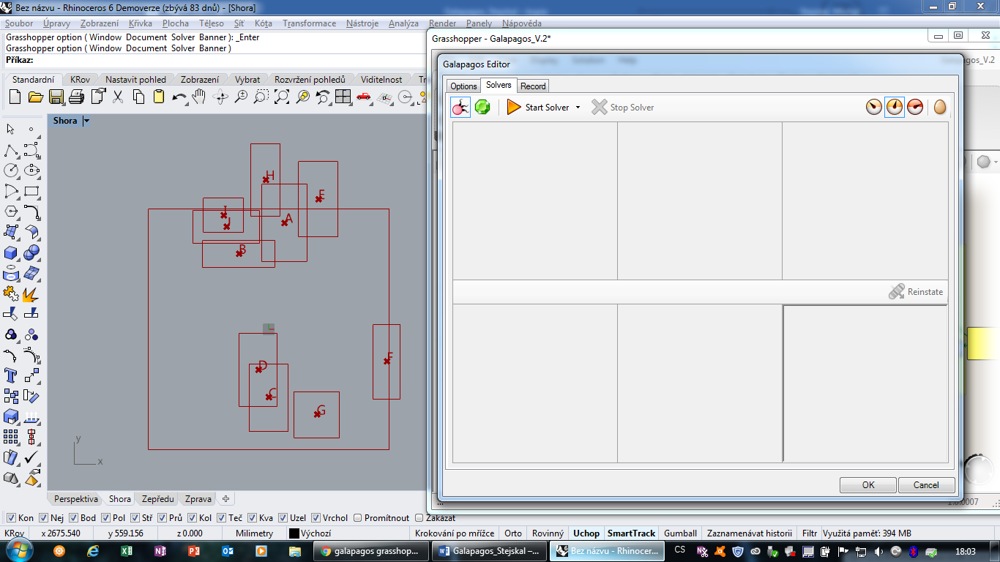 Bez názvu - Rhinoceros 6 Demoverze (zbývá 83 dnů) - [Shora]
Soubor Úpravy Zobrazení Křivka Plocha Těleso Síť Kóta Transformace Nástroje Analýza Render Panely Nápověda
Grasshopper option ( Window Document Solver Banner ): _Enter
Grasshopper option ( Window Document Solver Banner )
Příkaz:
Standardní KRov Nastavit pohled Zobrazení Vybrat Rozvržení pohledů Viditelnost Tr
Shora
H
E
I
A
J
B
D
F
C
G
y
x
Perspektiva Shora Zepředu Zprava
Grasshopper - Galapagos_V.2*
Galapagos Editor
Options Solvers Record
Start Solver Stop Solver
Reinstate
OK Cancel
Kon Nej Bod Pol Stř Prů Kol Teč Kva Uzel Vrchol Promítnout Zakázat
KRov x 2675.540 y 559.156 z 0.000 Milimetry Výchozí Krokování po mřížce Orto Rovinný Uchop SmartTrack Gumball Zaznamenávat historii Filtr Využitá paměť: 394 MB
galapagos grasshop... Galapagos_Stejskal –... Bez názvu - Rhinocer... CS 18:03